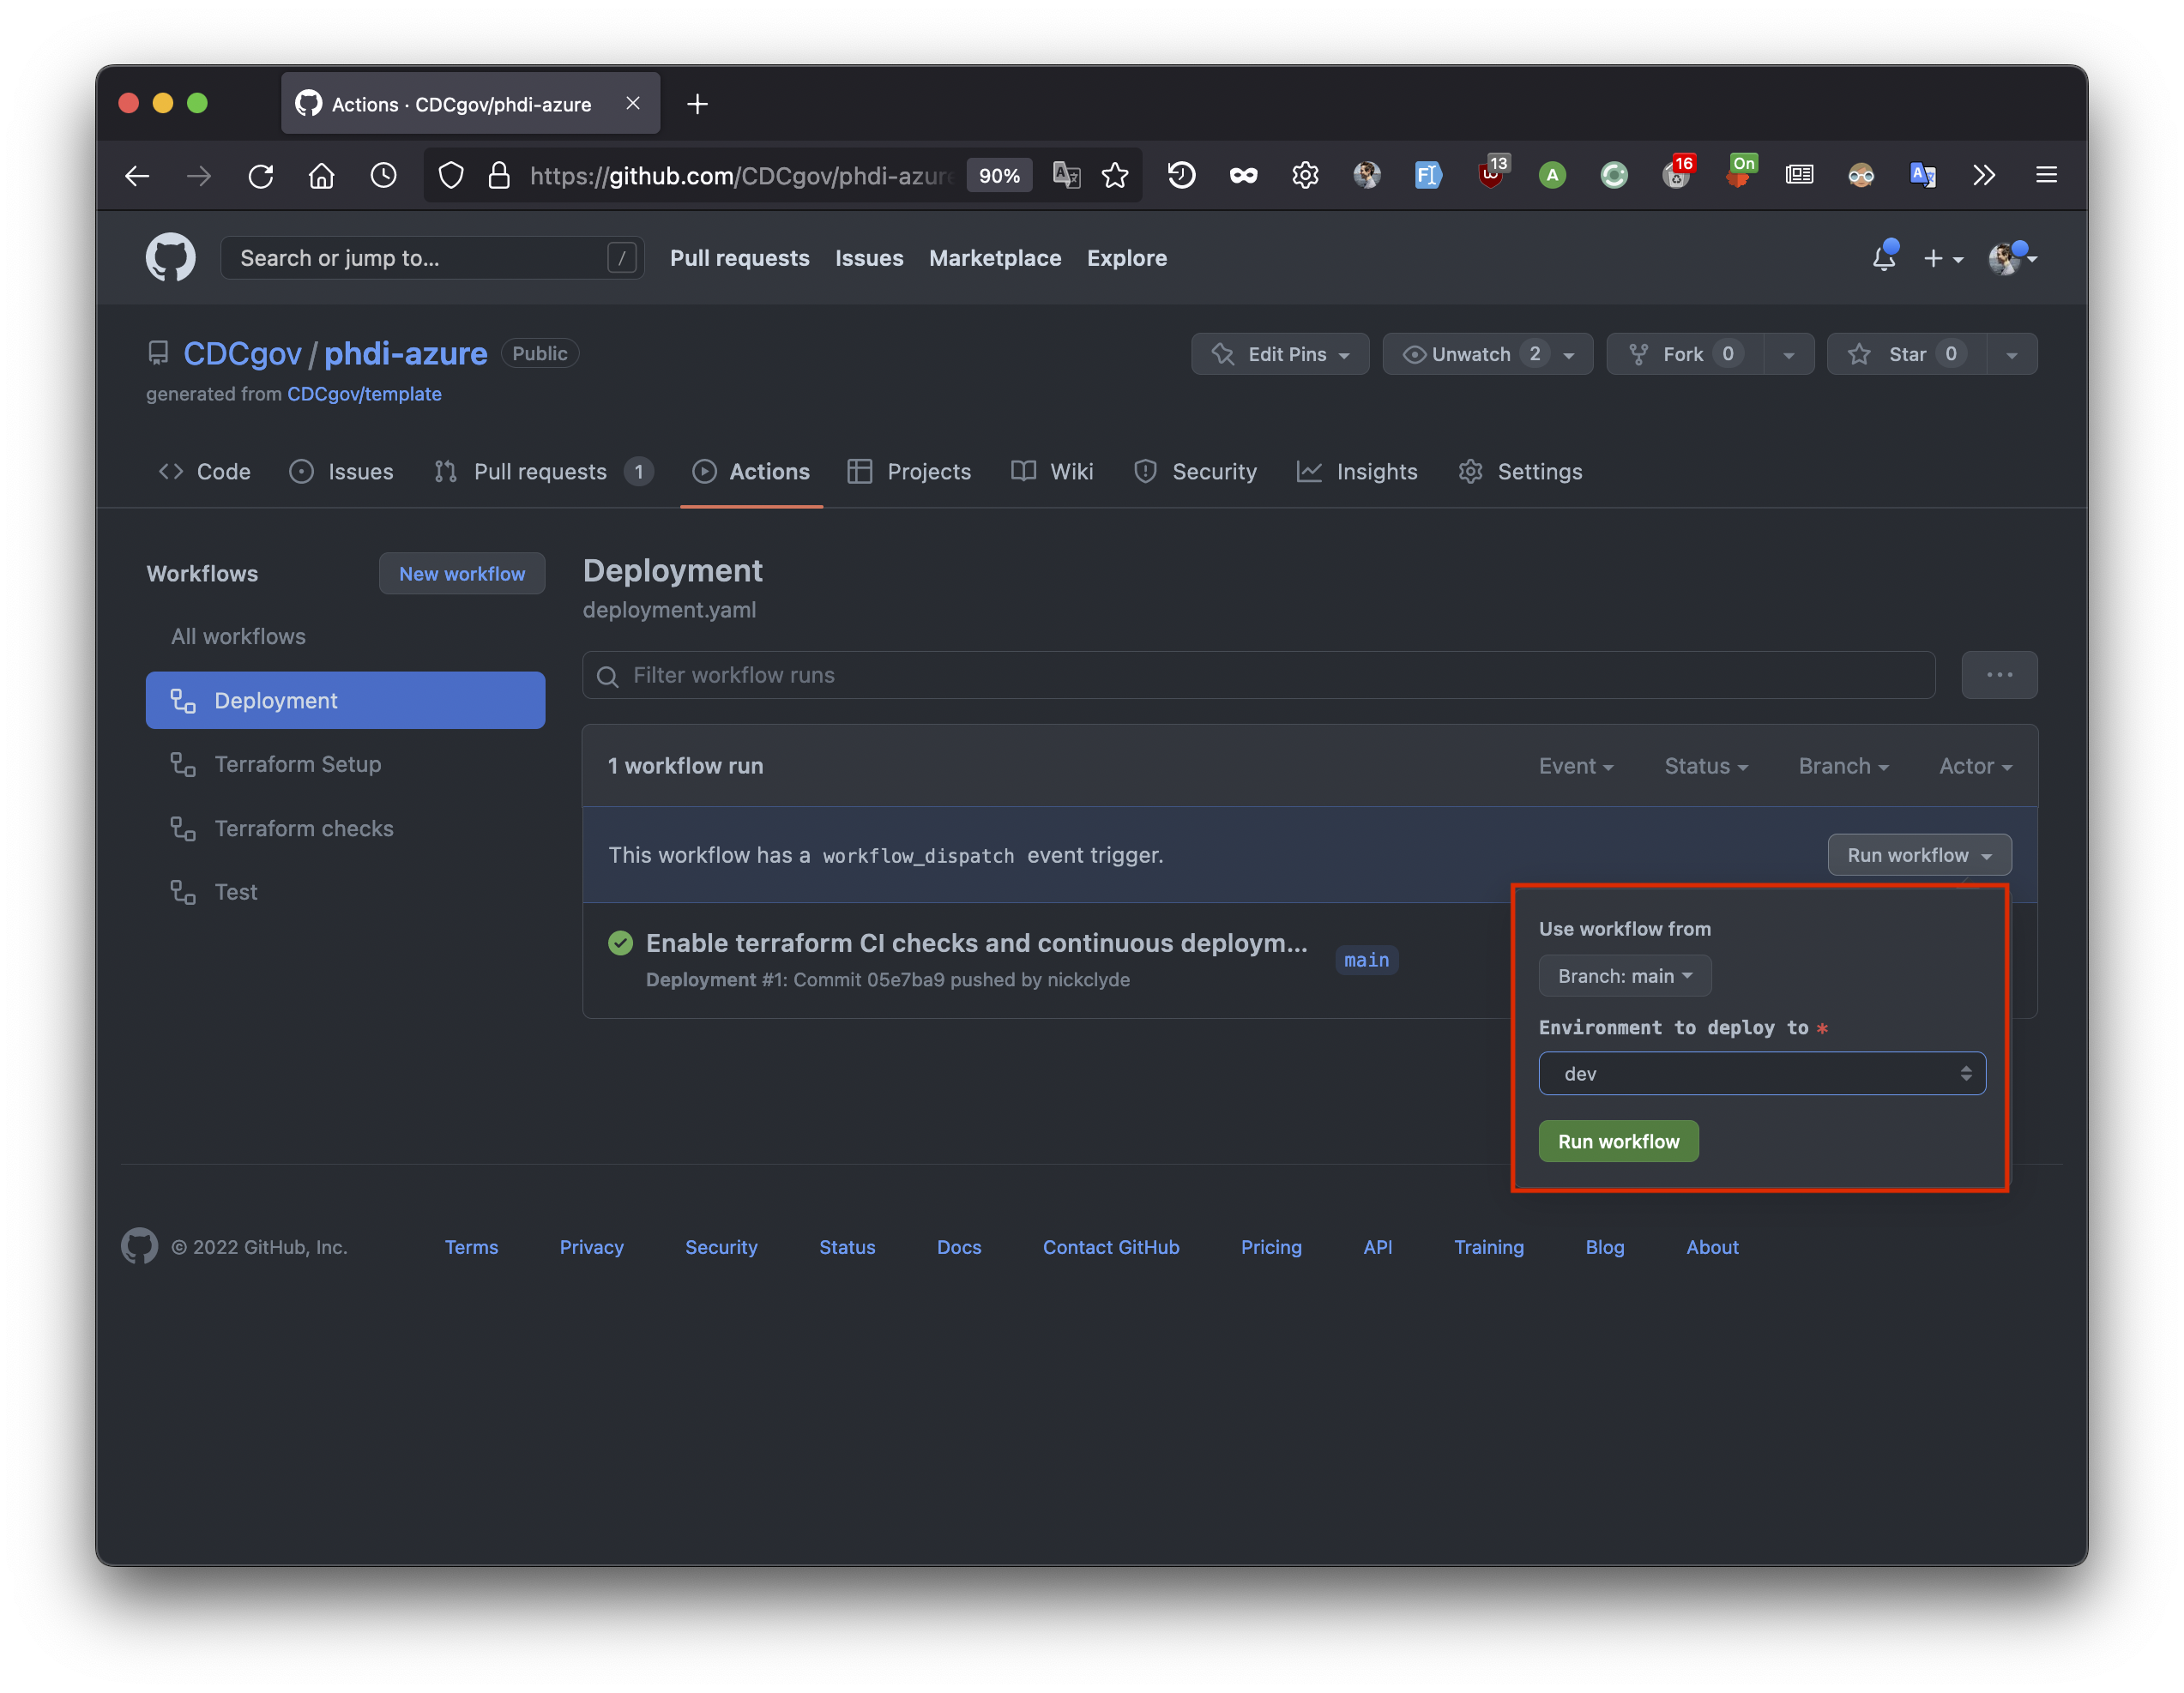 Actions · CDCgov/phdi-azure
https://github.com/CDCgov/phdi-azure
90%
13
A
16
On
Search or jump to...
/
Pull requests
Issues
Marketplace
Explore
CDCgov / phdi-azure
Public
generated from CDCgov/template
Edit Pins
Unwatch 2
Fork 0
Star 0
Code
Issues
Pull requests 1
Actions
Projects
Wiki
Security
Insights
Settings
Workflows
New workflow
All workflows
Deployment
Terraform Setup
Terraform checks
Test
Deployment
deployment.yaml
Filter workflow runs
1 workflow run
Event
Status
Branch
Actor
This workflow has a workflow_dispatch event trigger.
Run workflow
Enable terraform CI checks and continuous deploym...
main
Deployment #1: Commit 05e7ba9 pushed by nickclyde
Use workflow from
Branch: main
Environment to deploy to *
dev
Run workflow
© 2022 GitHub, Inc.
Terms
Privacy
Security
Status
Docs
Contact GitHub
Pricing
API
Training
Blog
About